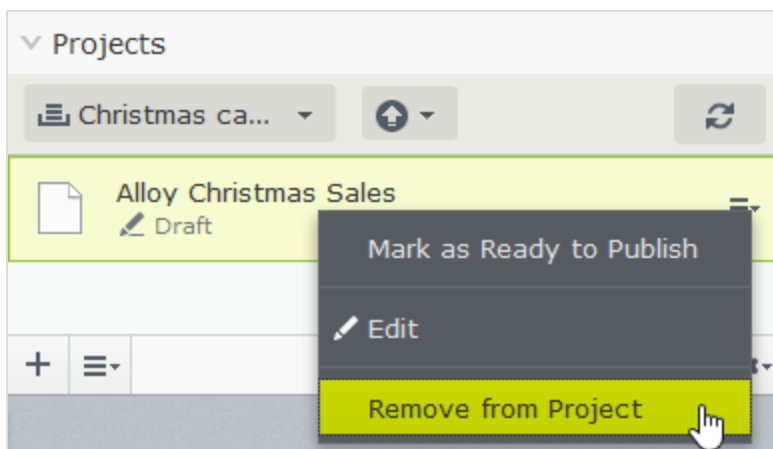 Projects
Christmas ca...
Alloy Christmas Sales
Draft
Mark as Ready to Publish
Edit
Remove from Project